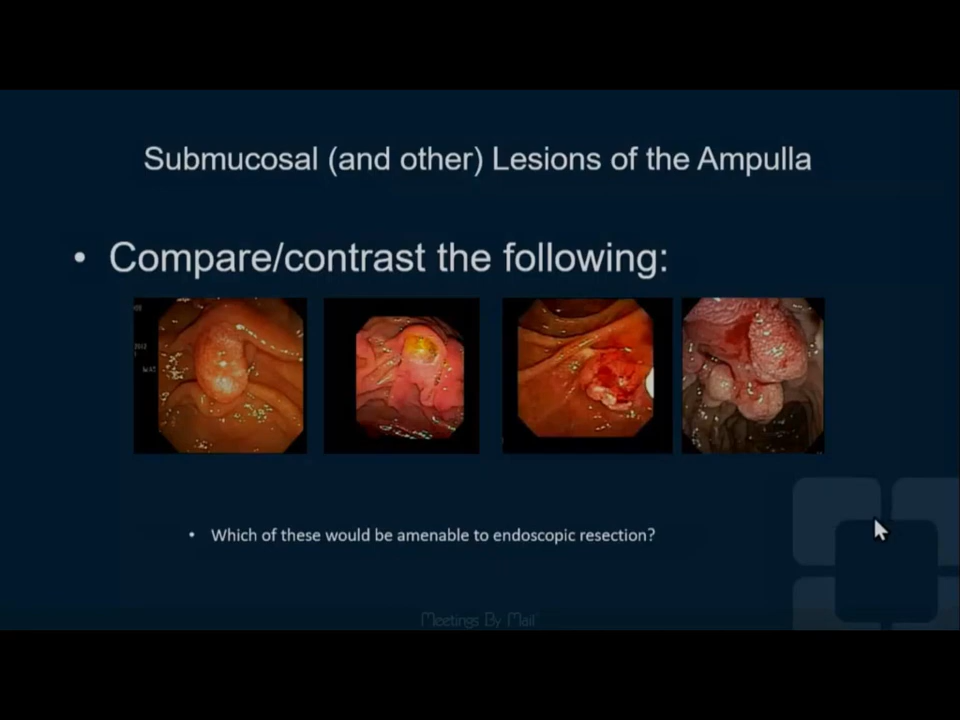 Submucosal (and other) Lesions of the Ampulla
• Compare/contrast the following:
• Which of these would be amenable to endoscopic resection?
Meetings By Mail